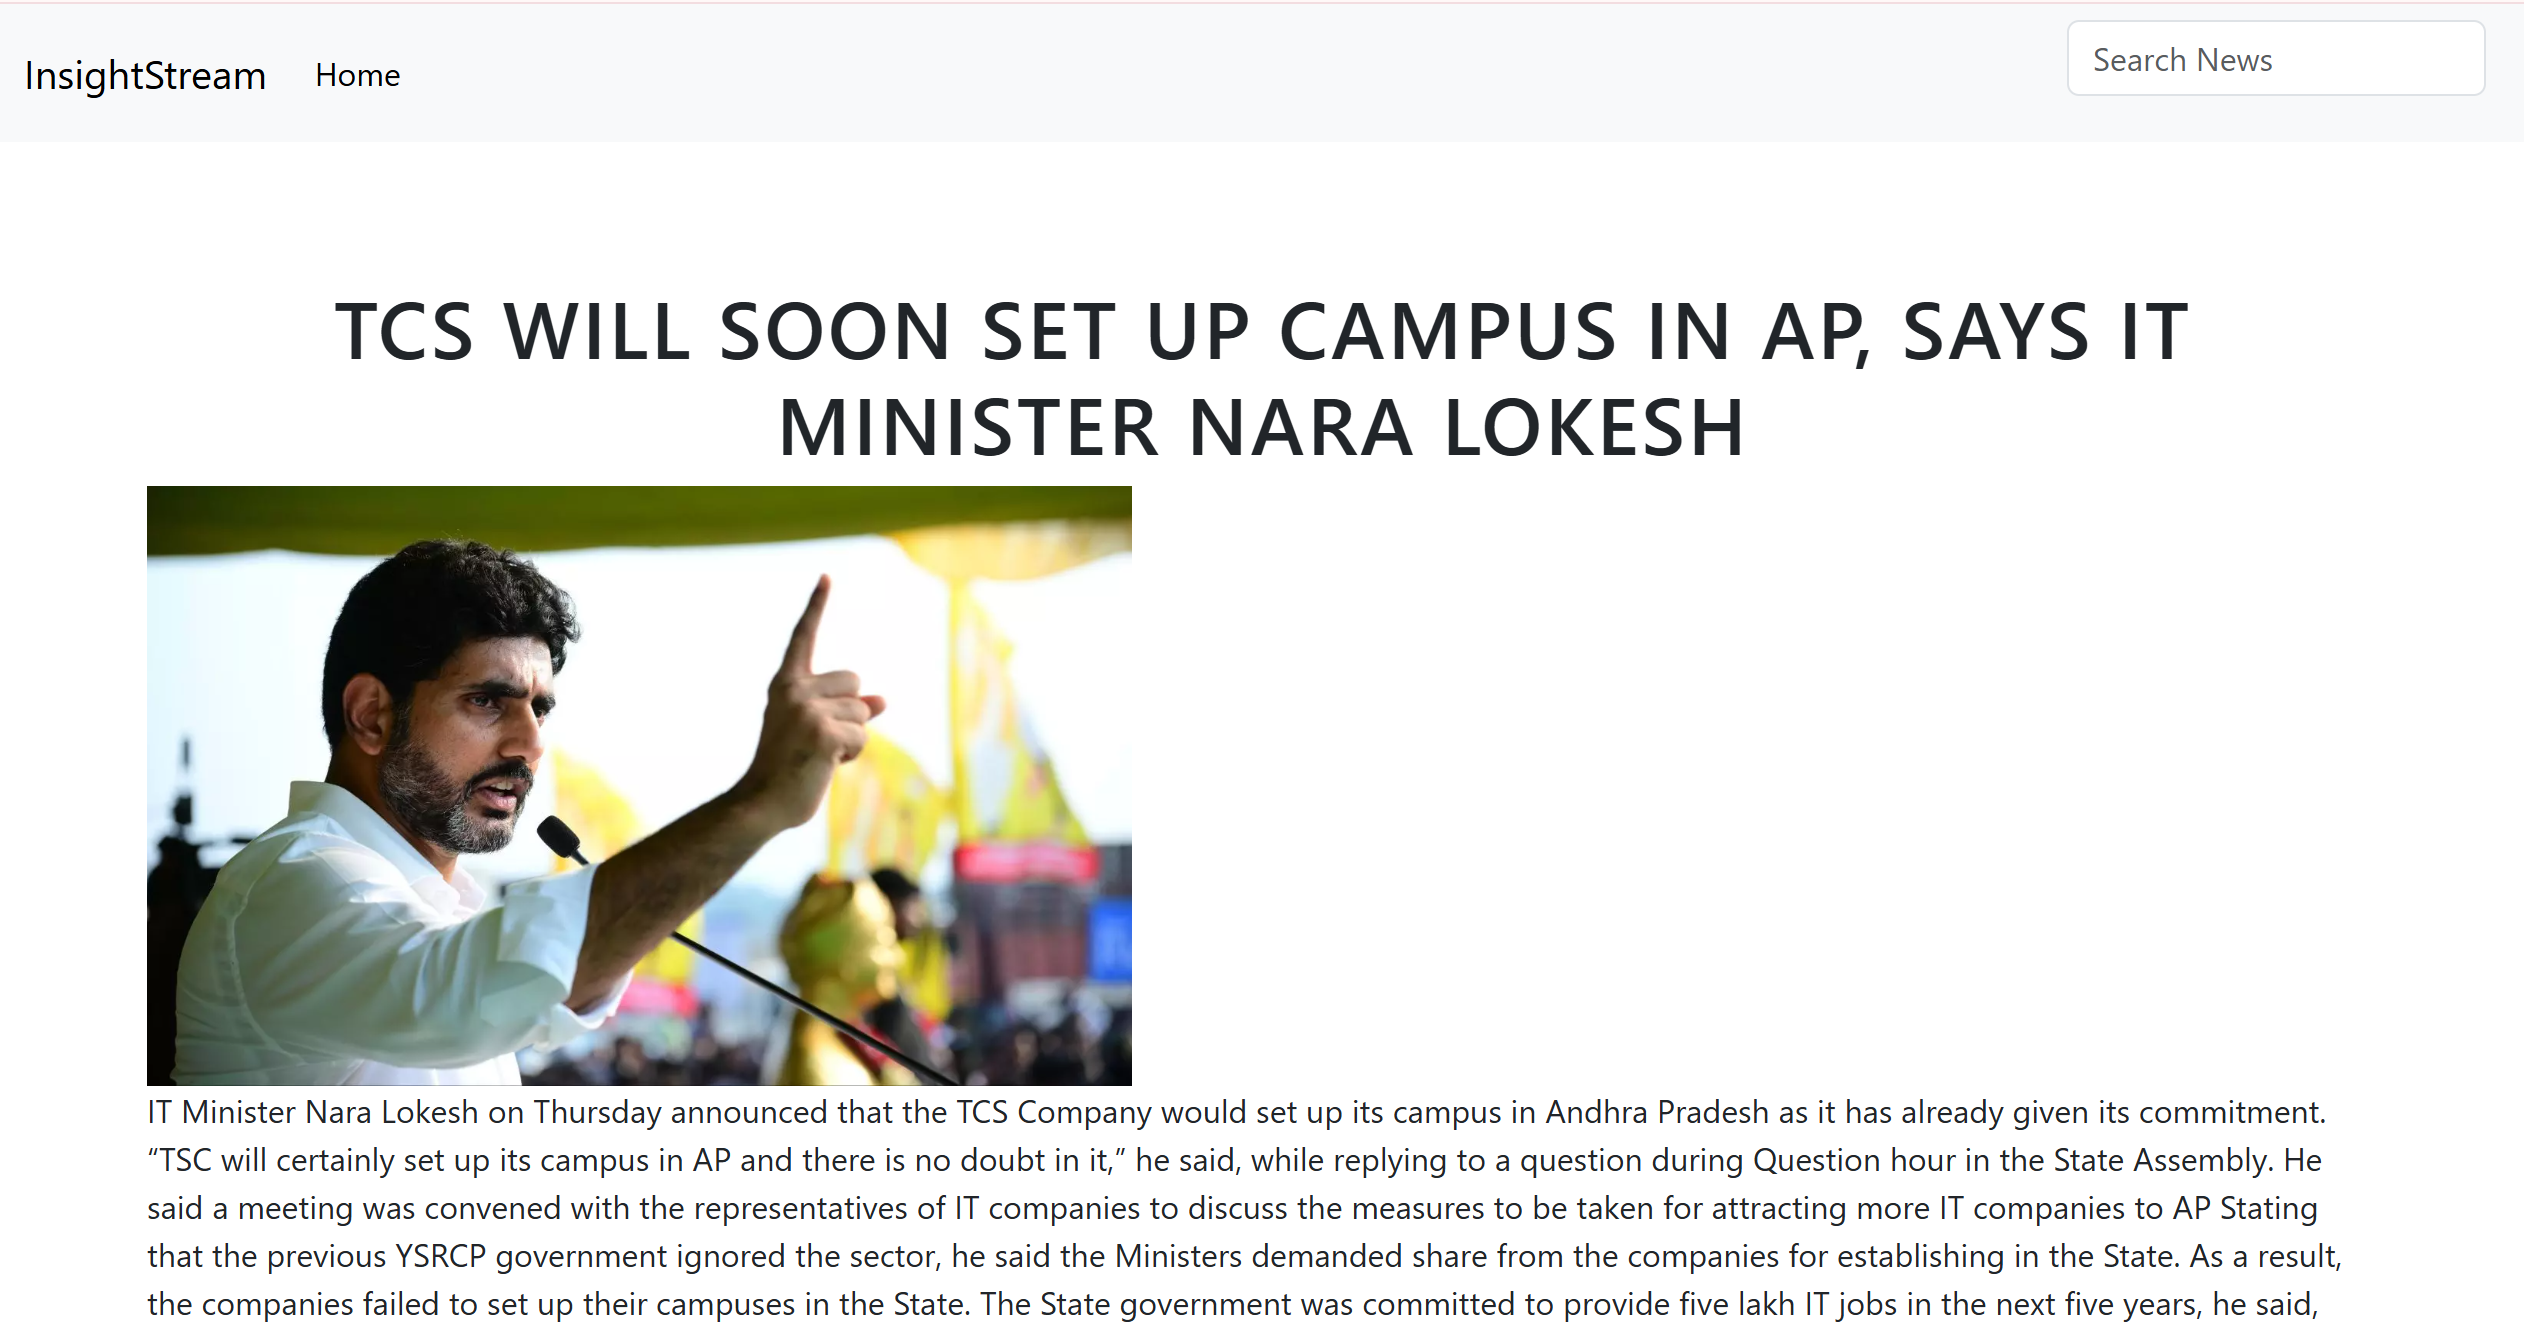 InsightStream Home Search News
TCS WILL SOON SET UP CAMPUS IN AP, SAYS IT
MINISTER NARA LOKESH
IT Minister Nara Lokesh on Thursday announced that the TCS Company would set up its campus in Andhra Pradesh as it has already given its commitment.
“TSC will certainly set up its campus in AP and there is no doubt in it,” he said, while replying to a question during Question hour in the State Assembly. He
said a meeting was convened with the representatives of IT companies to discuss the measures to be taken for attracting more IT companies to AP Stating
that the previous YSRCP government ignored the sector, he said the Ministers demanded share from the companies for establishing in the State. As a result,
the companies failed to set up their campuses in the State. The State government was committed to provide five lakh IT jobs in the next five years, he said,